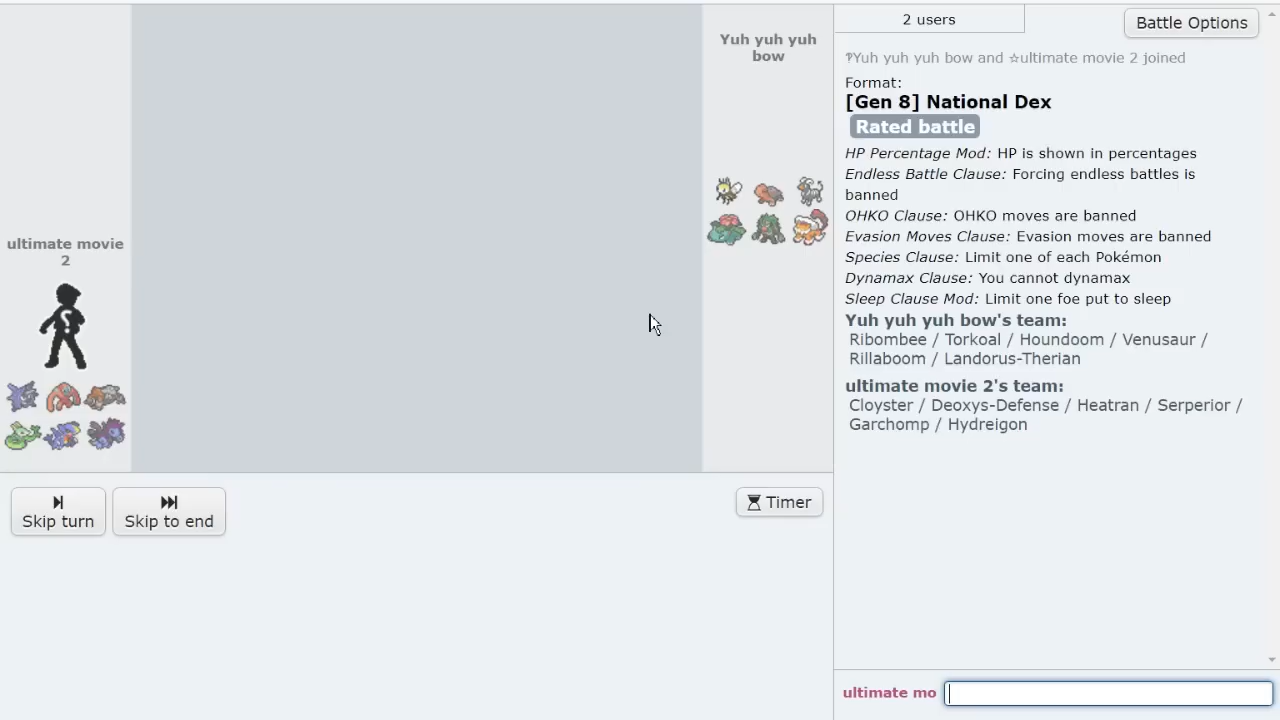 Yuh yuh yuh
bow
ultimate movie
2
Skip turn
Skip to end
Timer
2 users
Battle Options
‽Yuh yuh yuh bow and ☆ultimate movie 2 joined
Format:
[Gen 8] National Dex
Rated battle
HP Percentage Mod: HP is shown in percentages
Endless Battle Clause: Forcing endless battles is
banned
OHKO Clause: OHKO moves are banned
Evasion Moves Clause: Evasion moves are banned
Species Clause: Limit one of each Pokémon
Dynamax Clause: You cannot dynamax
Sleep Clause Mod: Limit one foe put to sleep
Yuh yuh yuh bow's team:
Ribombee / Torkoal / Houndoom / Venusaur /
Rillaboom / Landorus-Therian
ultimate movie 2's team:
Cloyster / Deoxys-Defense / Heatran / Serperior /
Garchomp / Hydreigon
ultimate mo